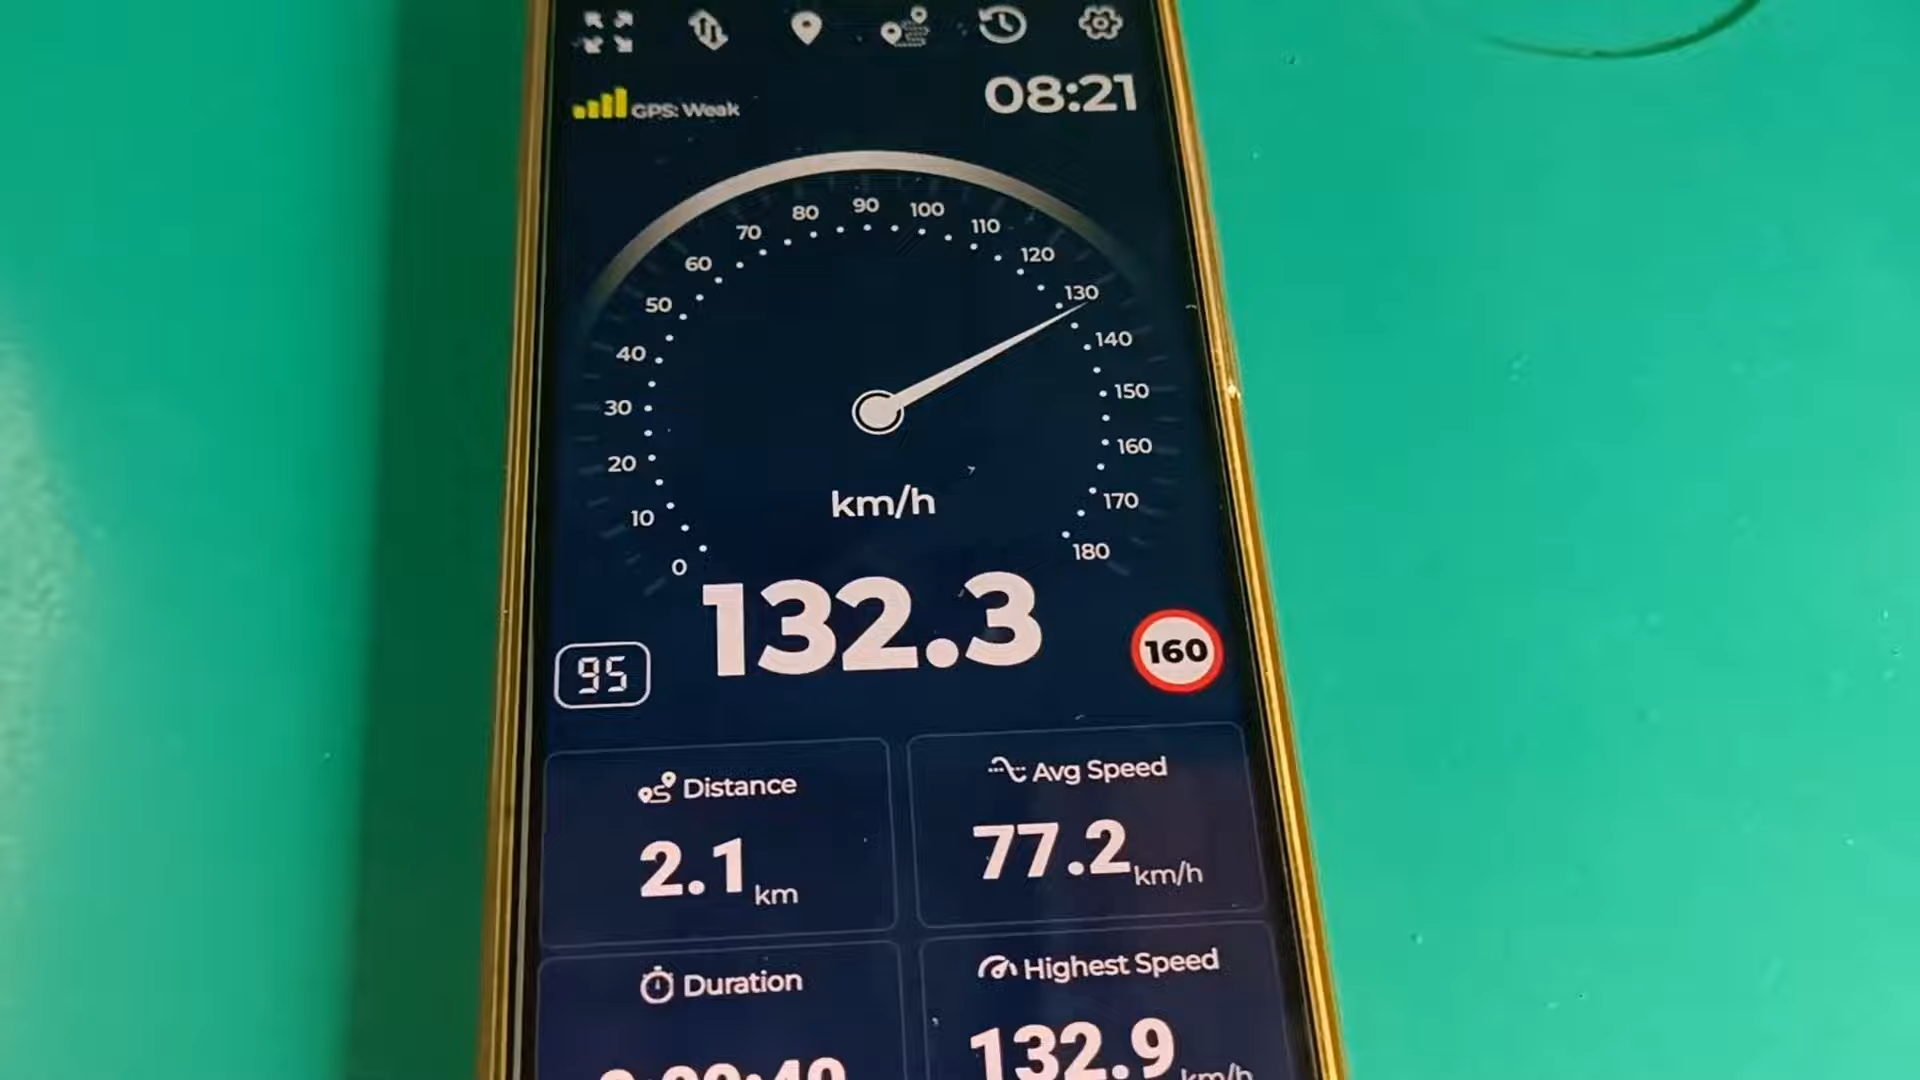 GPS: Weak
08:21
0
10
20
30
40
50
60
70
80
90
100
110
120
130
140
150
160
170
180
km/h
132.3
95
160
Distance
2.1 km
Avg Speed
77.2 km/h
Duration
Highest Speed
132.9 km/h